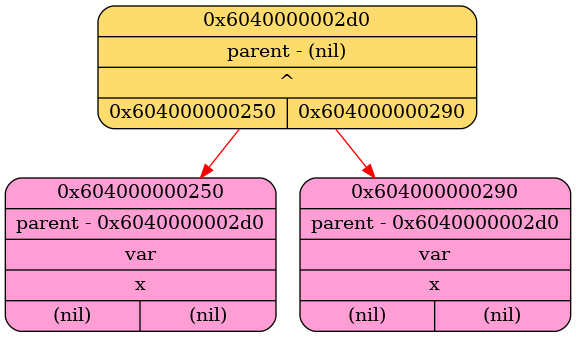 0x6040000002d0
parent - (nil)
^
0x604000000250 0x604000000290
0x604000000250 0x604000000290
parent - 0x6040000002d0 parent - 0x6040000002d0
var var
x x
(nil) (nil) (nil) (nil)